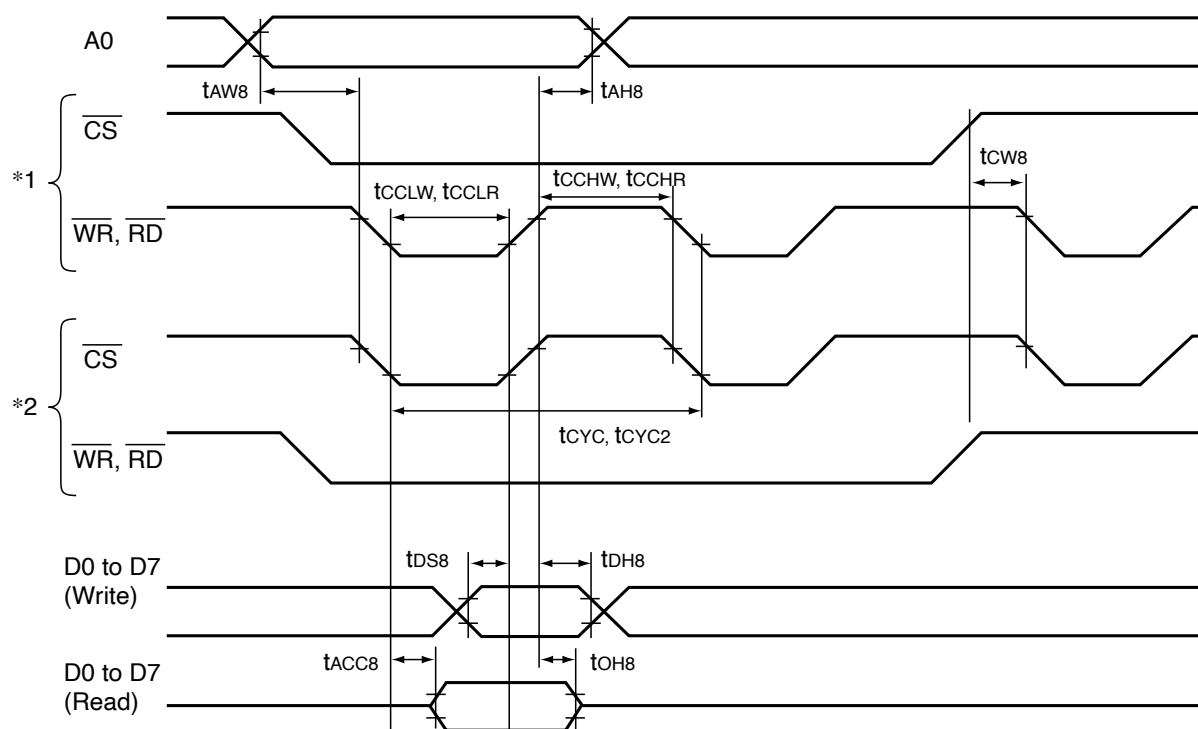 A0
tAW8
tAH8
*1
CS
tCW8
tCCLW, tCCLR
tCCHW, tCCHR
WR, RD
*2
CS
tCYC, tCYC2
WR, RD
D0 to D7
(Write)
tDS8
tDH8
D0 to D7
(Read)
tACC8
tOH8